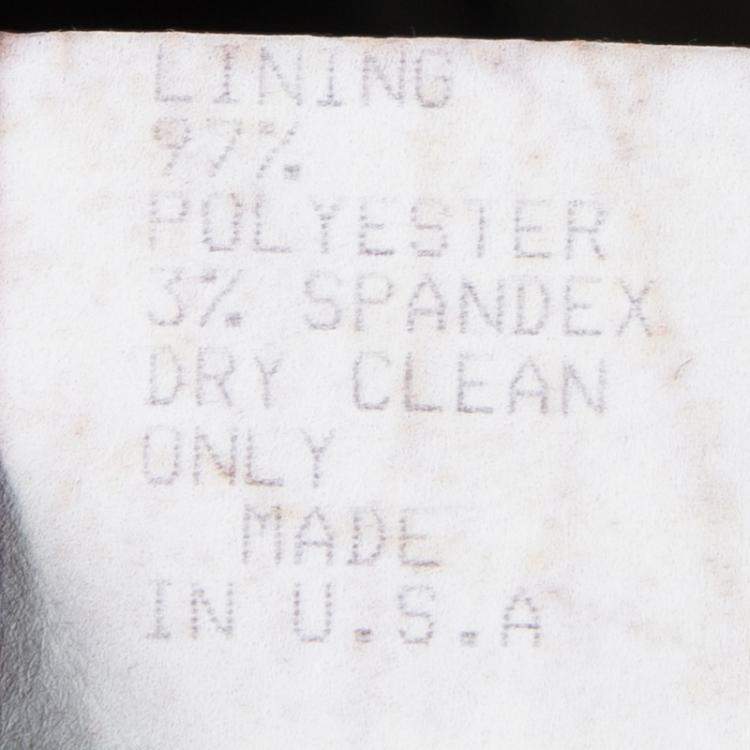 LINING
97%
POLYESTER
3% SPANDEX
DRY CLEAN
ONLY
MADE
IN U.S.A